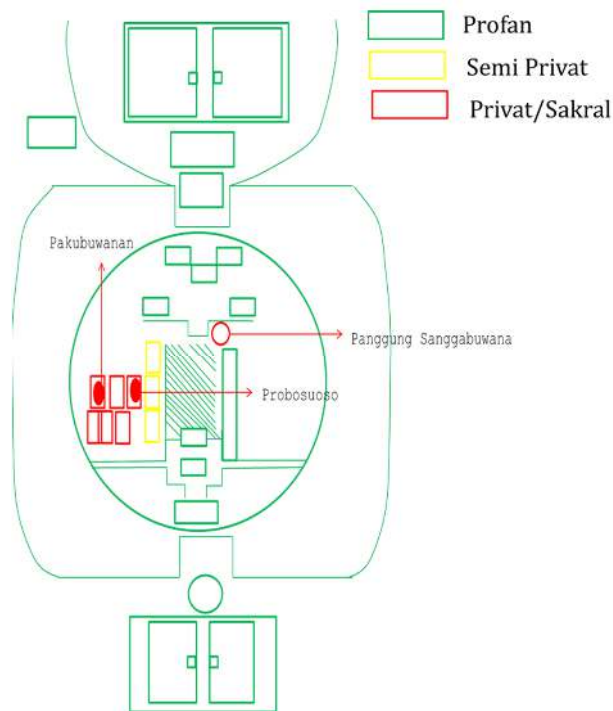 Profan
Semi Privat
Privat/Sakral
Pakubuwanan
Panggung Sanggabuwana
Probosuoso